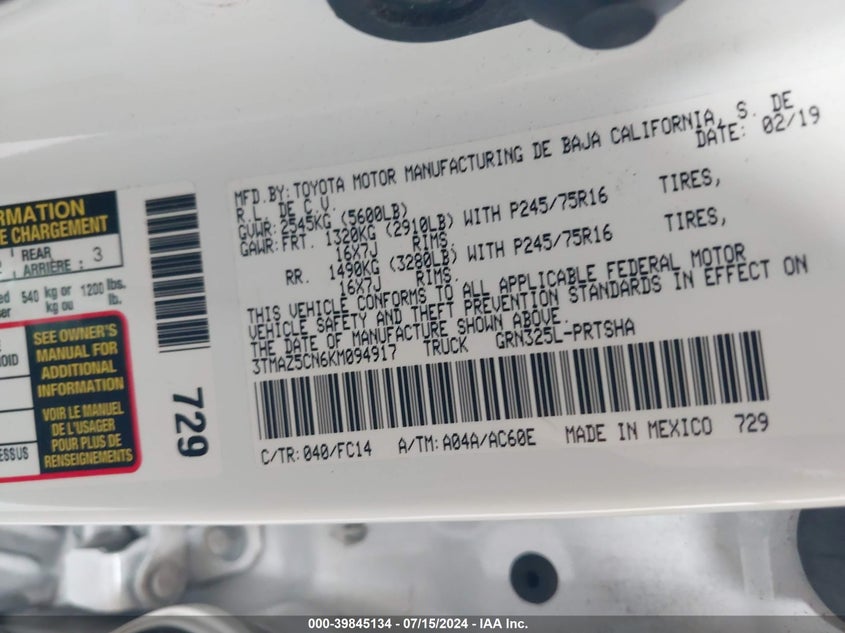 RMATION
E CHARGEMENT
REAR
ARRIÈRE : 3
540 kg or 1200 lbs.
kg ou lb.
SEE OWNER'S
MANUAL FOR
ADDITIONAL
INFORMATION
VOIR LE MANUEL
DE L'USAGER
POUR PLUS DE
RENSEIGNEMENTS
729
MFD.BY:TOYOTA MOTOR MANUFACTURING DE BAJA CALIFORNIA, S. DE
R.L. DE C.V. DATE: 02/19
GVWR: 2545KG (5600LB)
GAWR:FRT. 1320KG (2910LB) WITH P245/75R16 TIRES,
16X7J RIMS.
RR. 1490KG (3280LB) WITH P245/75R16 TIRES,
16X7J RIMS.
THIS VEHICLE CONFORMS TO ALL APPLICABLE FEDERAL MOTOR
VEHICLE SAFETY AND THEFT PREVENTION STANDARDS IN EFFECT ON
THE DATE OF MANUFACTURE SHOWN ABOVE.
3TMAZ5CN6KM094917 TRUCK GRN325L-PRTSHA
C/TR:040/FC14 A/TM:A04A/AC60E MADE IN MEXICO 729
000-39845134 - 07/15/2024 - IAA Inc.